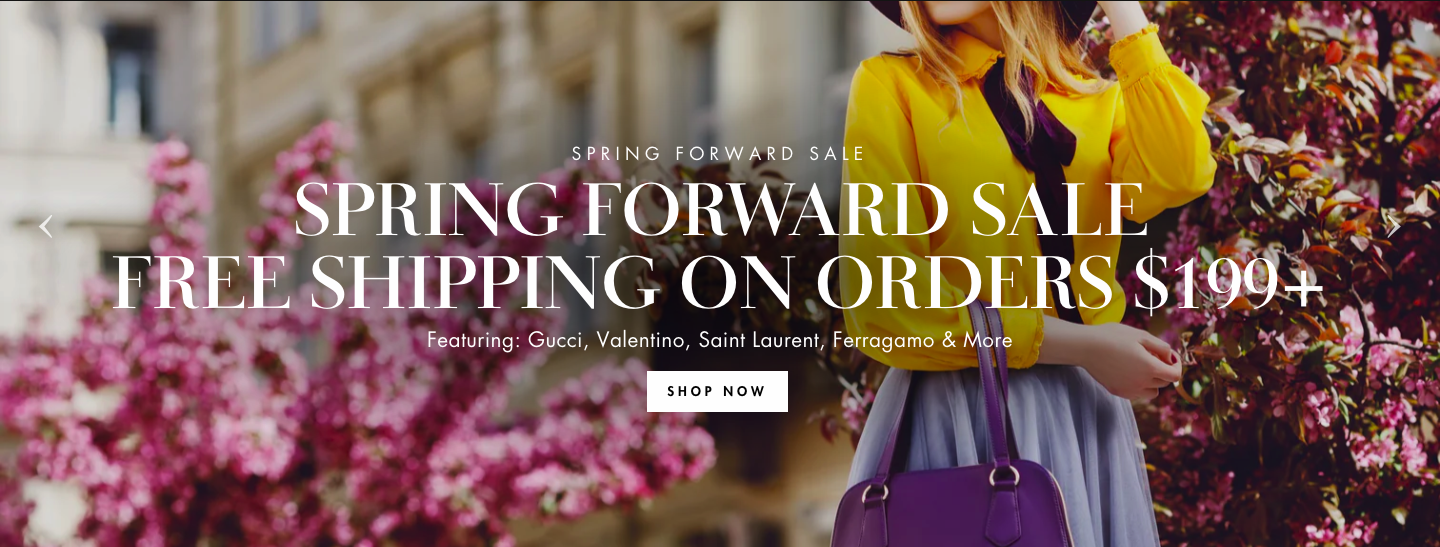 SPRING FORWARD SALE
SPRING FORWARD SALE
FREE SHIPPING ON ORDERS $199+
Featuring: Gucci, Valentino, Saint Laurent, Ferragamo & More
SHOP NOW